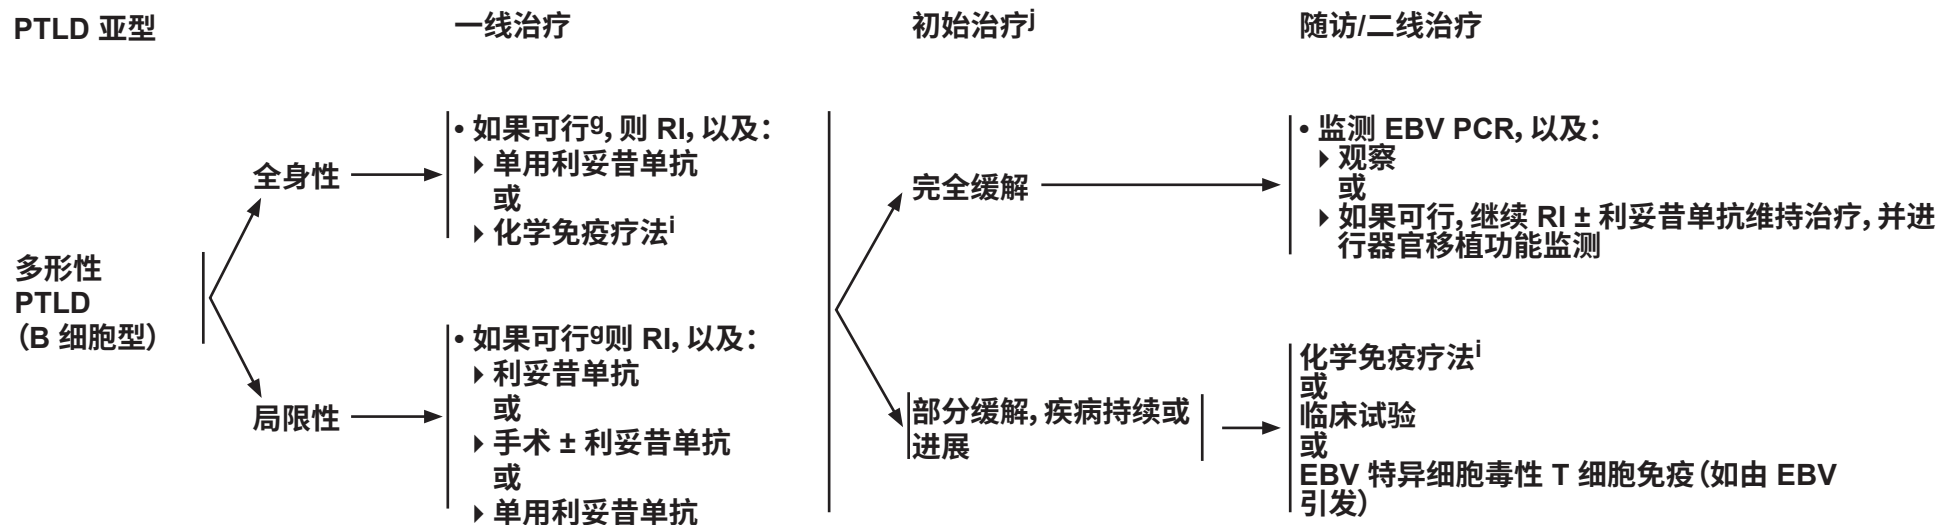 PTLD 亚型
一线治疗
初始治疗j
随访/二线治疗
多形性
PTLD
（B 细胞型）
全身性
• 如果可行g，则 RI，以及：
▸ 单用利妥昔单抗
或
▸ 化学免疫疗法i
局限性
• 如果可行g则 RI，以及：
▸ 利妥昔单抗
或
▸ 手术 ± 利妥昔单抗
或
▸ 单用利妥昔单抗
完全缓解
• 监测 EBV PCR，以及：
▸ 观察
或
▸ 如果可行，继续 RI ± 利妥昔单抗维持治疗，并进
行器官移植功能监测
部分缓解，疾病持续或
进展
化学免疫疗法i
或
临床试验
或
EBV 特异细胞毒性 T 细胞免疫（如由 EBV
引发）